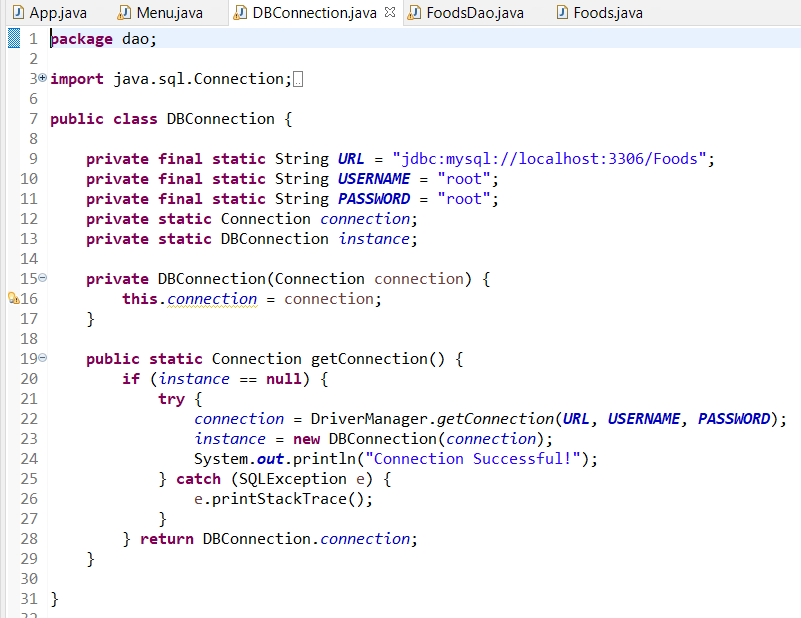 App.java Menu.java DBConnection.java FoodsDao.java Foods.java
1 package dao;
2
3 import java.sql.Connection;
6
7 public class DBConnection {
8
9     private final static String URL = "jdbc:mysql://localhost:3306/Foods";
10     private final static String USERNAME = "root";
11     private final static String PASSWORD = "root";
12     private static Connection connection;
13     private static DBConnection instance;
14
15     private DBConnection(Connection connection) {
16         this.connection = connection;
17     }
18
19     public static Connection getConnection() {
20         if (instance == null) {
21             try {
22                 connection = DriverManager.getConnection(URL, USERNAME, PASSWORD);
23                 instance = new DBConnection(connection);
24                 System.out.println("Connection Successful!");
25             } catch (SQLException e) {
26                 e.printStackTrace();
27             }
28         } return DBConnection.connection;
29     }
30
31 }
32